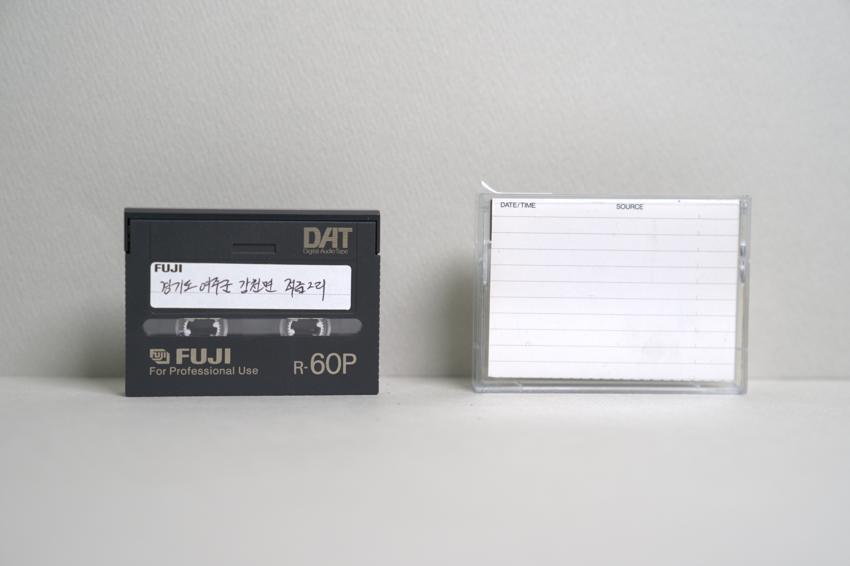 DAT
Digital Audio Tape
FUJI
경기도 여주군 강천면 적금2리
FUJI FUJI
For Professional Use
R-60P
DATE/TIME SOURCE